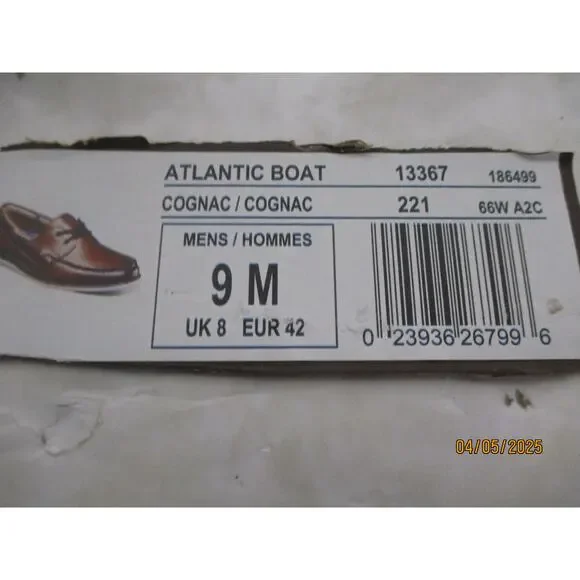 ATLANTIC BOAT 13367 186499
COGNAC / COGNAC 221 66W A2C
MENS / HOMMES
9 M
UK 8 EUR 42
0 23936 26799 6
04/05/2025